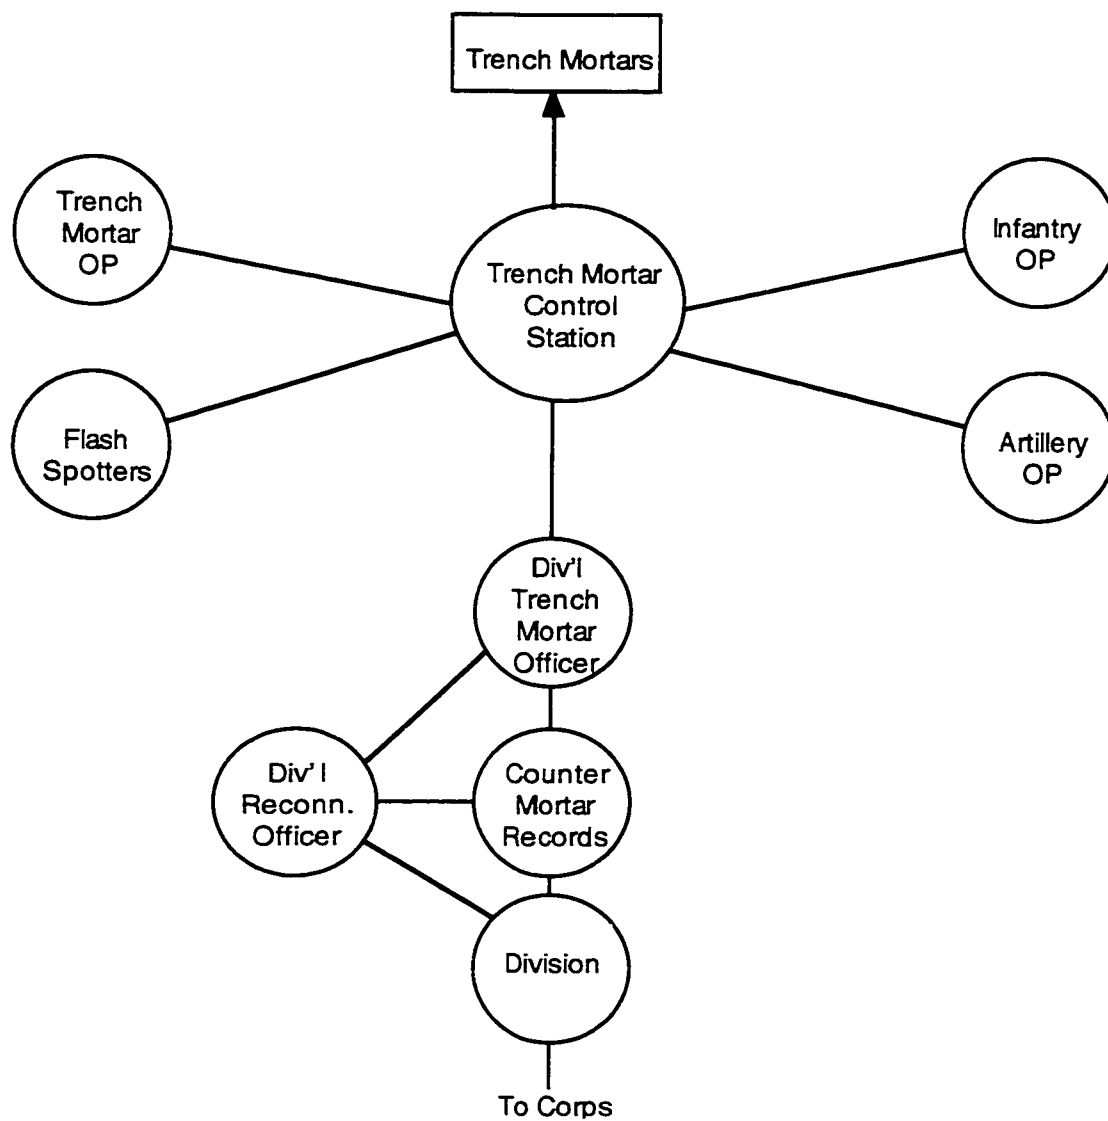 Trench Mortars
Trench
Mortar
OP
Infantry
OP
Trench Mortar
Control
Station
Flash
Spotters
Artillery
OP
Div'l
Trench
Mortar
Officer
Div'l
Reconn.
Officer
Counter
Mortar
Records
Division
To Corps